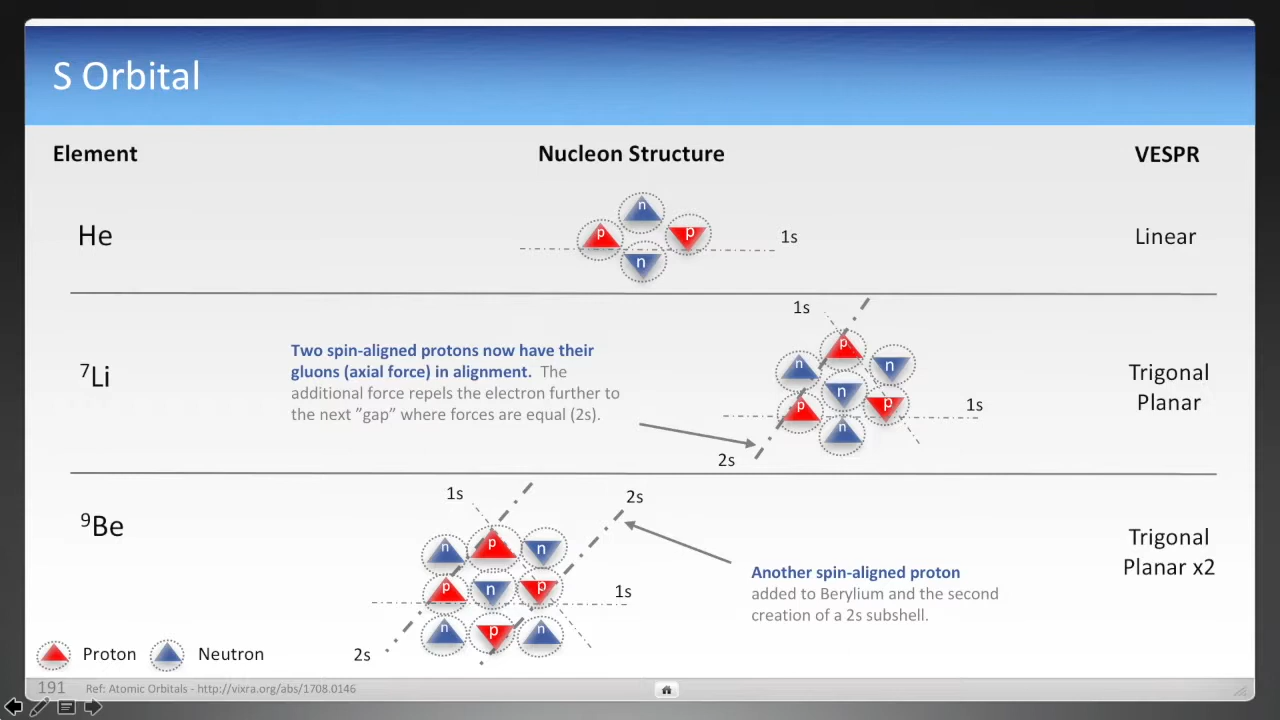 S Orbital
Element
Nucleon Structure
VESPR
He
n
p
p
n
1s
Linear
⁷Li
Two spin-aligned protons now have their
gluons (axial force) in alignment. The
additional force repels the electron further to
the next ”gap” where forces are equal (2s).
1s
p
n
n
n
p
p
n
1s
2s
Trigonal
Planar
⁹Be
1s
2s
n
p
n
p
n
p
1s
n
p
n
2s
Another spin-aligned proton
added to Berylium and the second
creation of a 2s subshell.
Trigonal
Planar x2
Proton
Neutron
191
Ref: Atomic Orbitals - http://vixra.org/abs/1708.0146